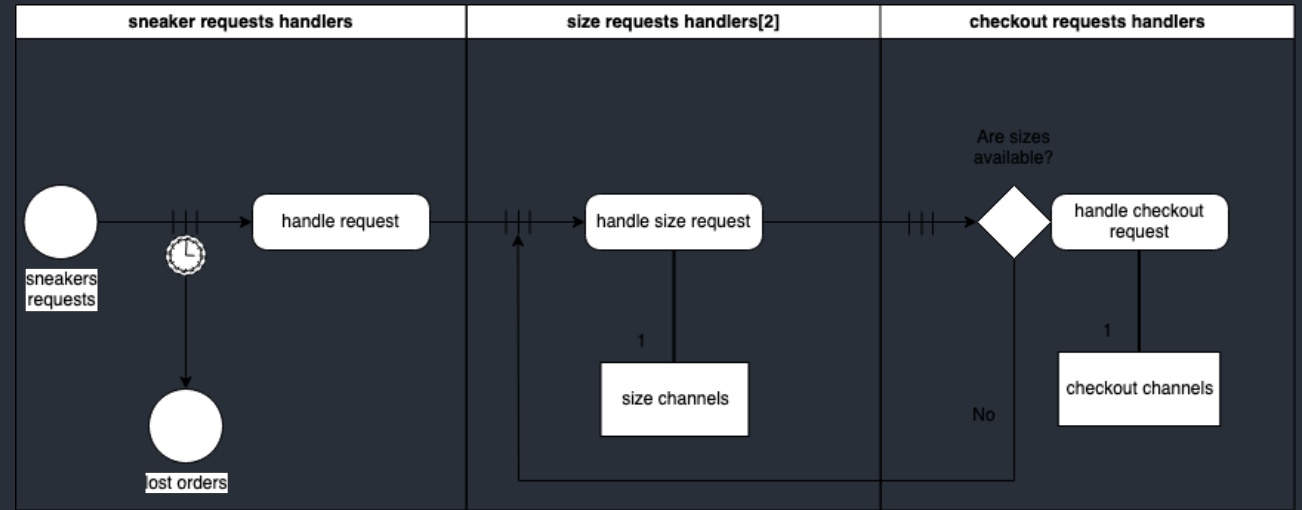 sneaker requests handlers
size requests handlers[2]
checkout requests handlers
Are sizes
available?
handle request
handle size request
handle checkout
request
sneakers
requests
1
1
size channels
checkout channels
No
lost orders